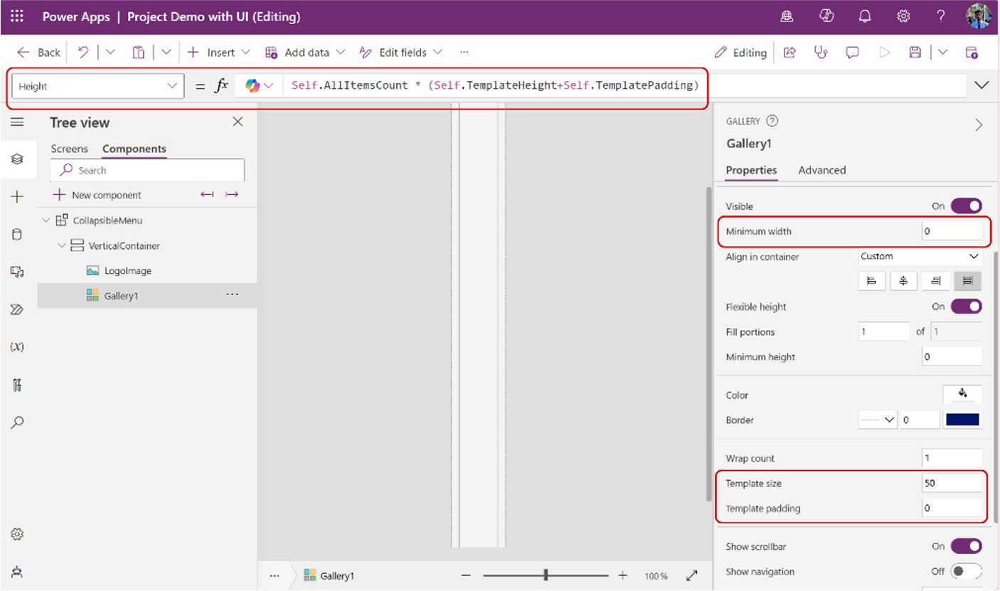 Power Apps | Project Demo with UI (Editing)
Back Insert Add data Edit fields ... Editing
Height = fx Self.AllItemsCount * (Self.TemplateHeight+Self.TemplatePadding)
Tree view
Screens Components
Search
New component
CollapsibleMenu
VerticalContainer
LogoImage
Gallery1 ...
(x)
... Gallery1 100 %
GALLERY ?
Gallery1
Properties Advanced
Visible On
Minimum width 0
Align in container Custom
Flexible height On
Fill portions 1 of 1
Minimum height 0
Color
Border 0
Wrap count 1
Template size 50
Template padding 0
Show scrollbar On
Show navigation Off